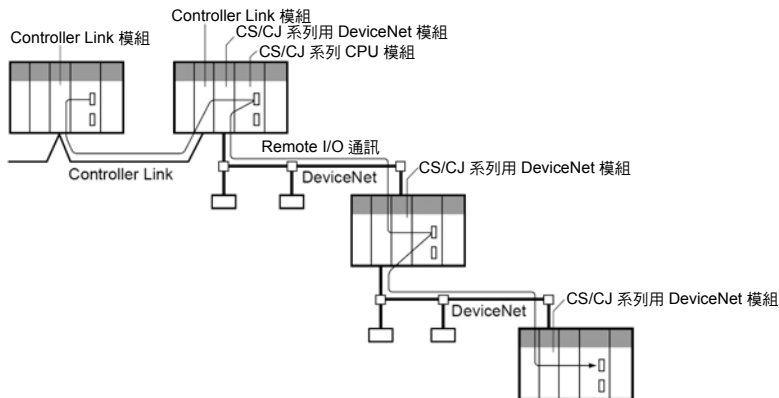 Controller Link 模組
Controller Link 模組
CS/CJ 系列用 DeviceNet 模組
CS/CJ 系列 CPU 模組
Remote I/O 通訊
Controller Link
DeviceNet
CS/CJ 系列用 DeviceNet 模組
DeviceNet
CS/CJ 系列用 DeviceNet 模組